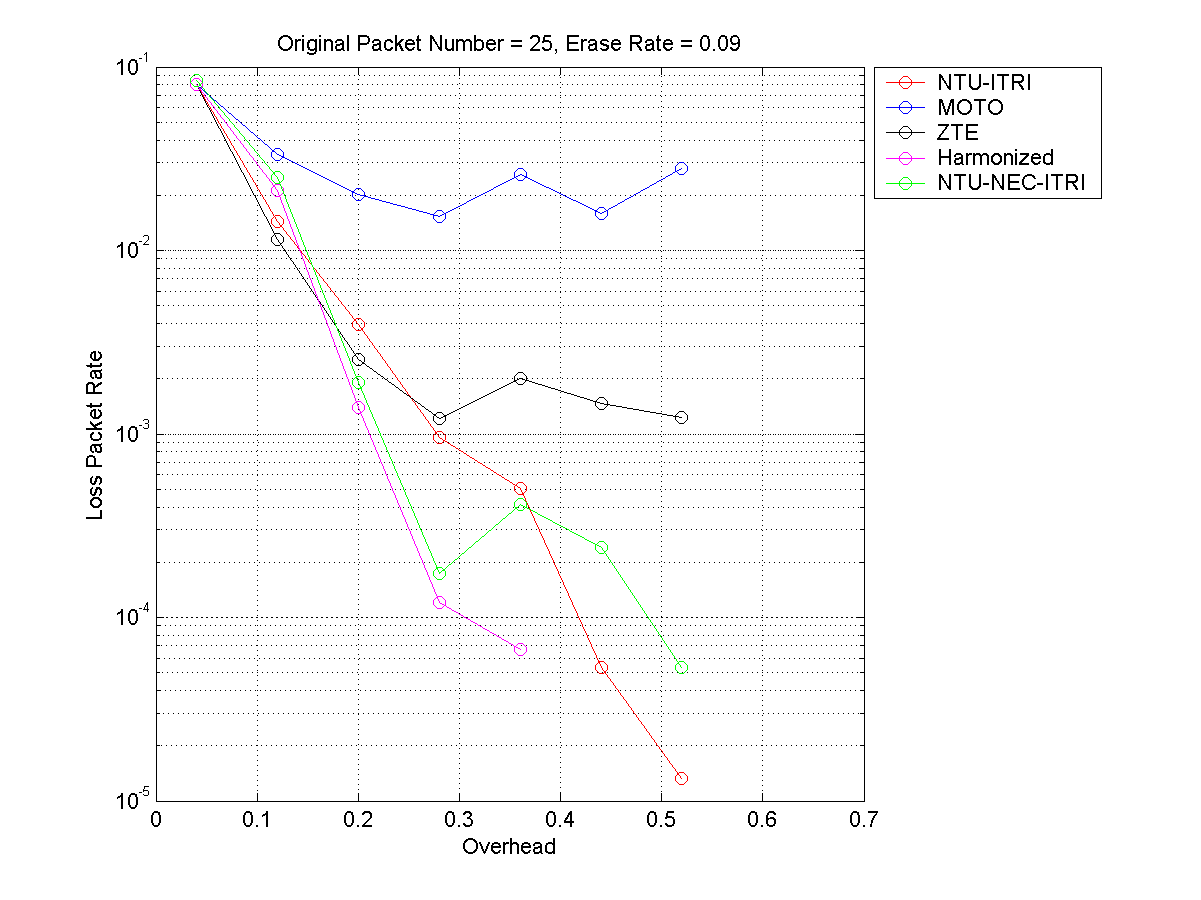 Original Packet Number = 25, Erase Rate = 0.09
NTU-ITRI
MOTO
ZTE
Harmonized
NTU-NEC-ITRI
10^-1
10^-2
10^-3
10^-4
10^-5
Loss Packet Rate
0 0.1 0.2 0.3 0.4 0.5 0.6 0.7
Overhead